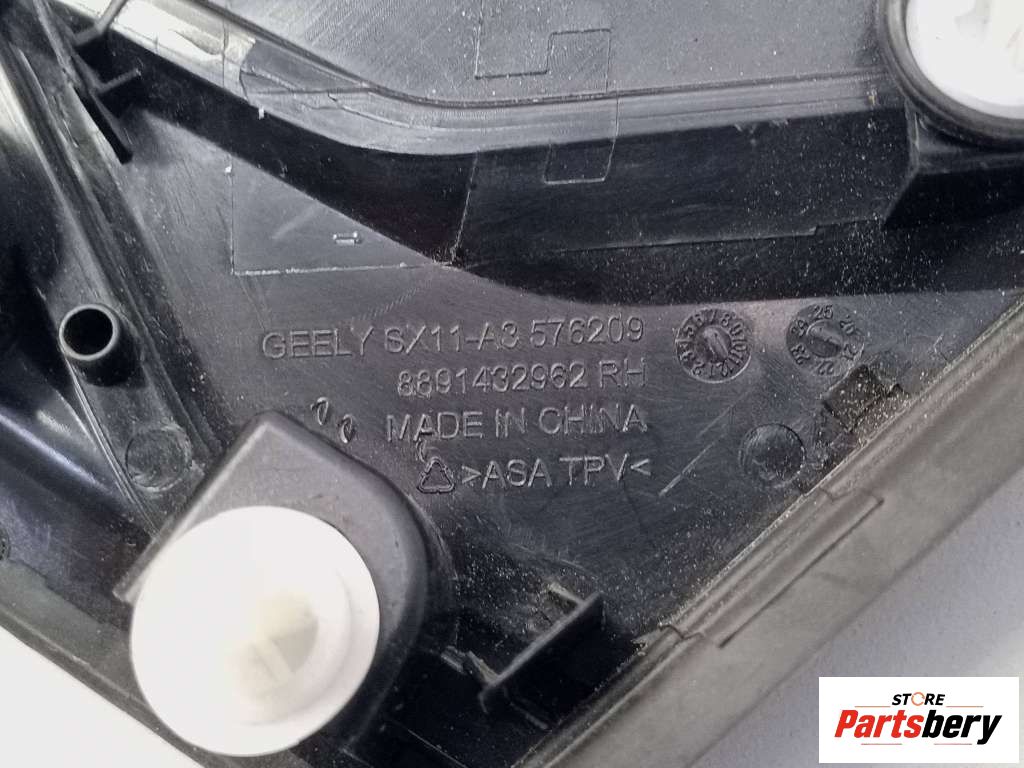 GEELY SX11-A3 576209
8891432962 RH
MADE IN CHINA
>ASA TPV<
STORE
Partsbery